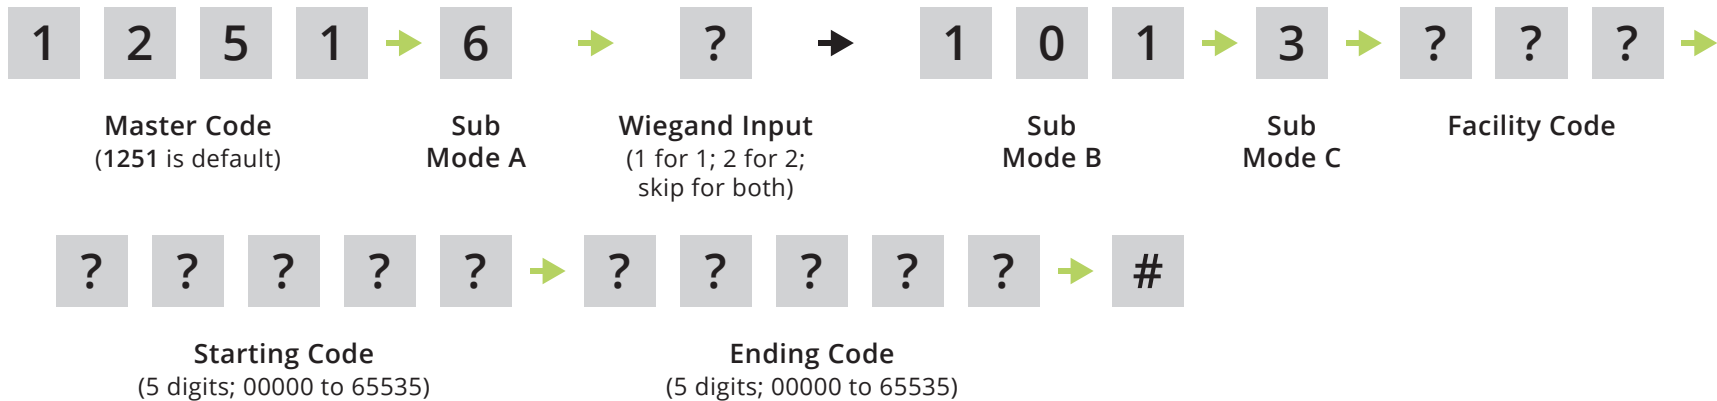 1 2 5 1 6 ? 1 0 1 3 ? ? ?
Master Code Sub Wiegand Input Sub Sub Facility Code
(1251 is default) Mode A (1 for 1; 2 for 2; Mode B Mode C
skip for both)
? ? ? ? ? ? ? ? ? ? #
Starting Code Ending Code
(5 digits; 00000 to 65535) (5 digits; 00000 to 65535)